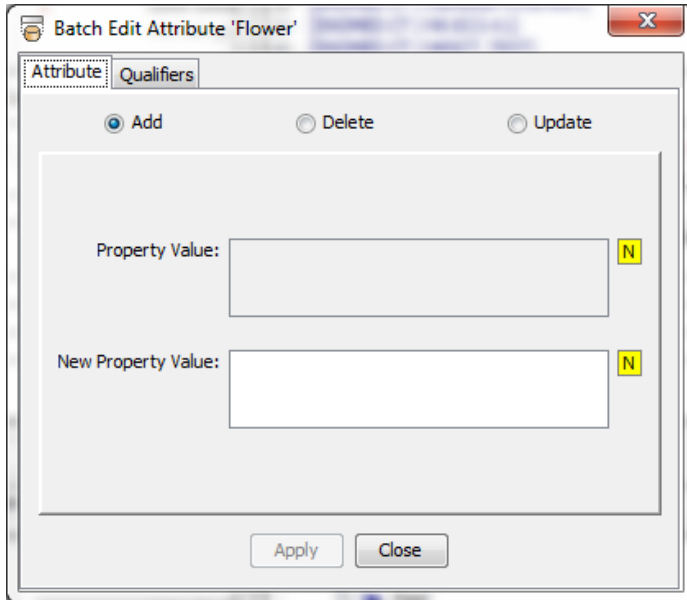 Batch Edit Attribute 'Flower'
Attribute Qualifiers
Add Delete Update
Property Value: N
New Property Value: N
Apply Close